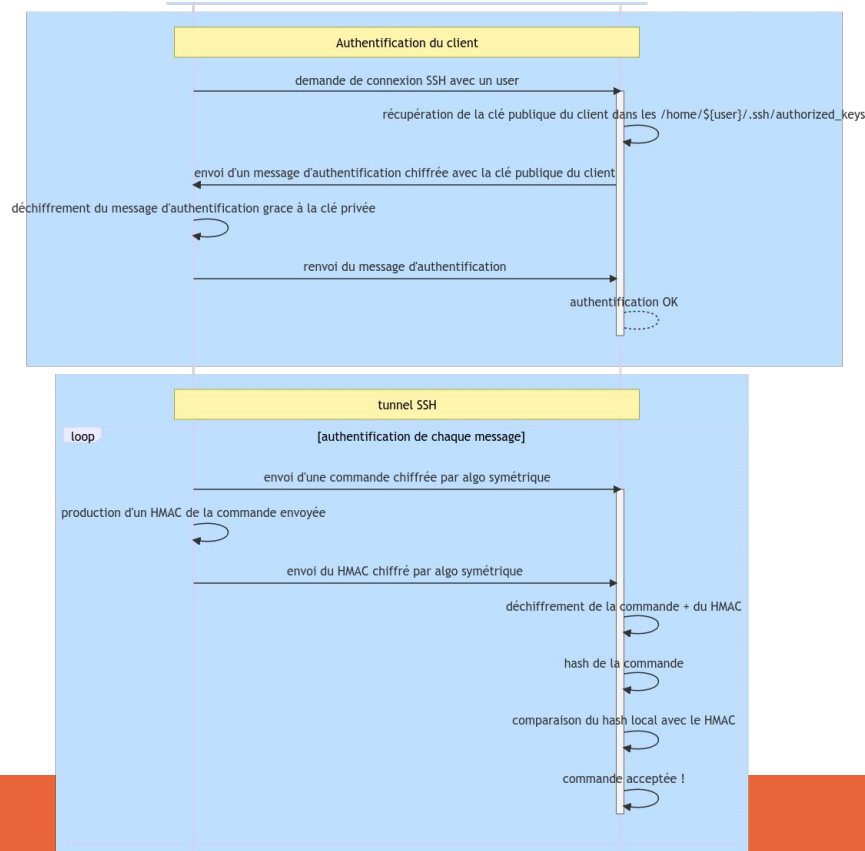 Authentification du client
demande de connexion SSH avec un user
récupération de la clé publique du client dans les /home/${user}/.ssh/authorized_keys
envoi d'un message d'authentification chiffrée avec la clé publique du client
déchiffrement du message d'authentification grace à la clé privée
renvoi du message d'authentification
authentification OK
tunnel SSH
loop
[authentification de chaque message]
envoi d'une commande chiffrée par algo symétrique
production d'un HMAC de la commande envoyée
envoi du HMAC chiffré par algo symétrique
déchiffrement de la commande + du HMAC
hash de la commande
comparaison du hash local avec le HMAC
commande acceptée !